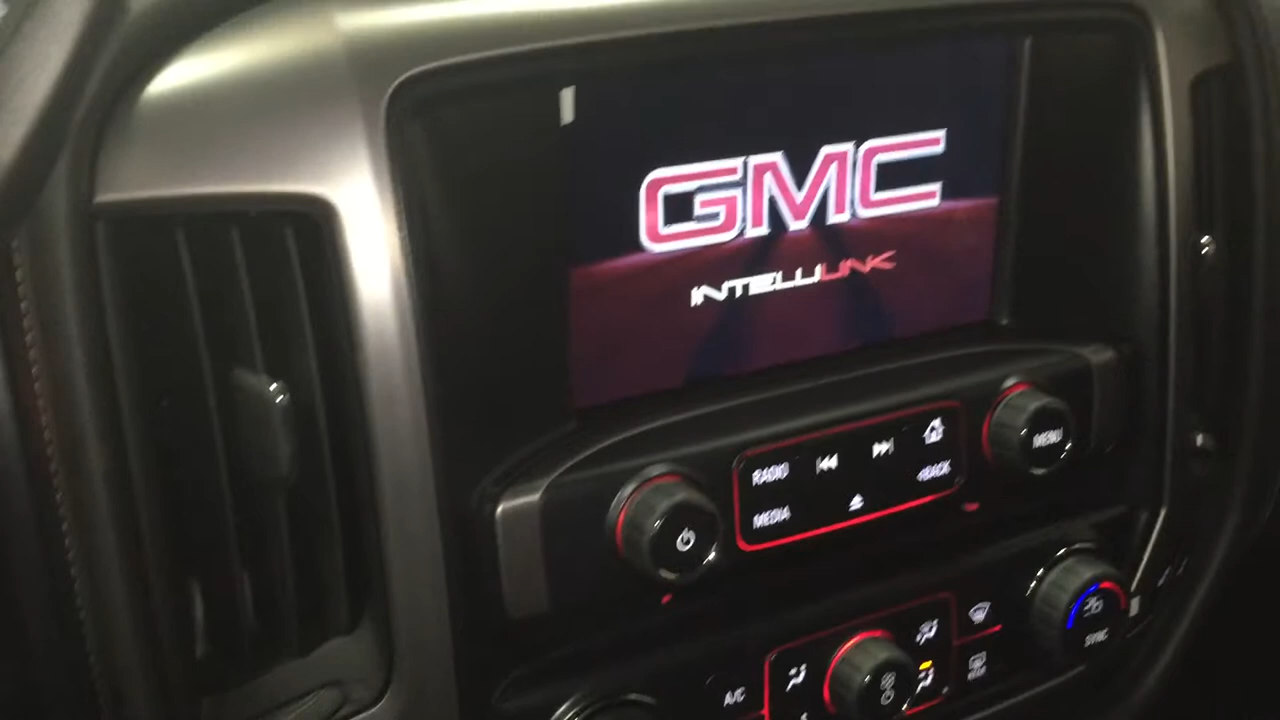 GMC
INTELLILINK
RADIO
MEDIA
<BACK
MENU
A/C
SYNC